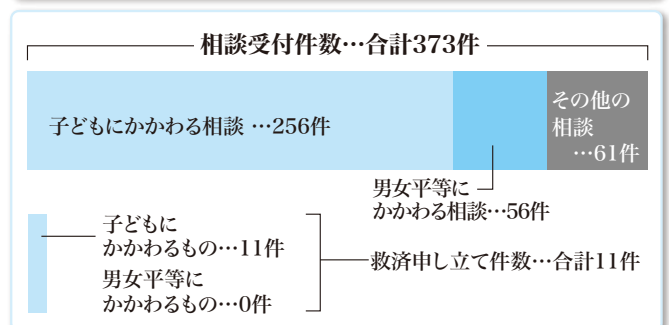 相談受付件数…合計373件
子どもにかかわる相談 …256件
その他の
相談
…61件
男女平等に
かかわる相談…56件
子どもに
かかわるもの…11件
男女平等に
かかわるもの…0件
救済申し立て件数…合計11件